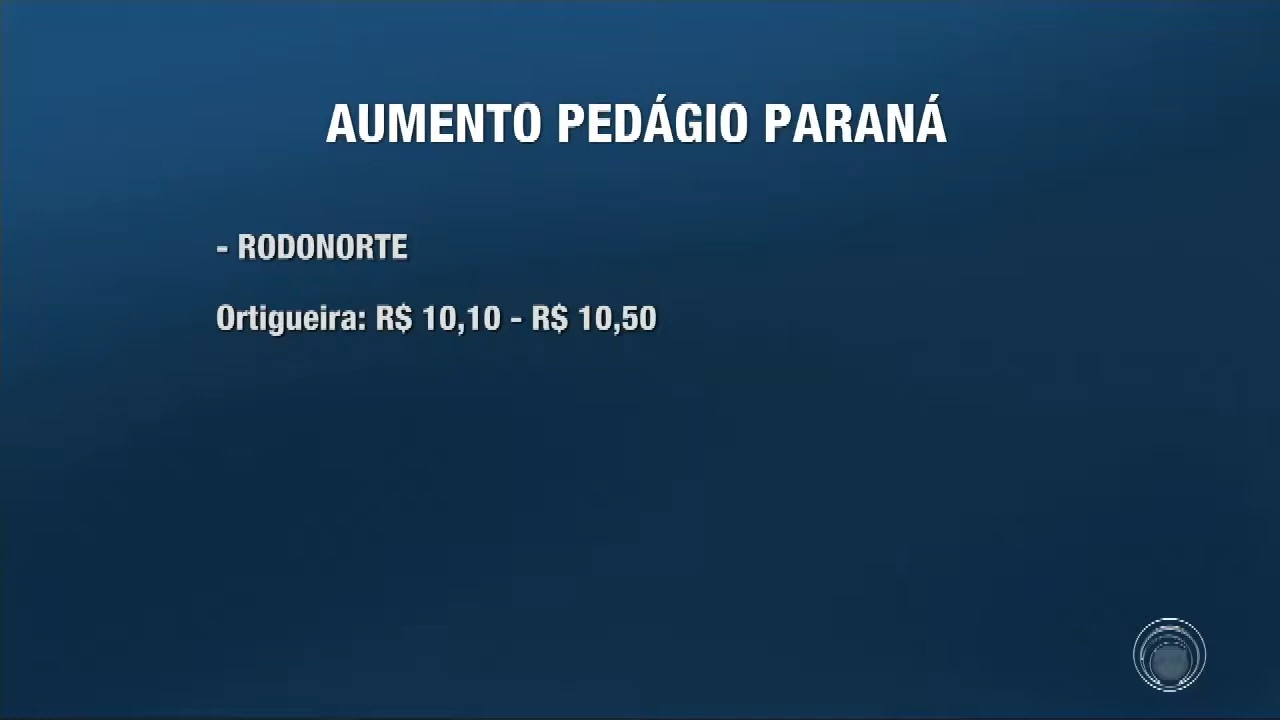 AUMENTO PEDÁGIO PARANÁ
- RODONORTE
Ortigueira: R$ 10,10 - R$ 10,50